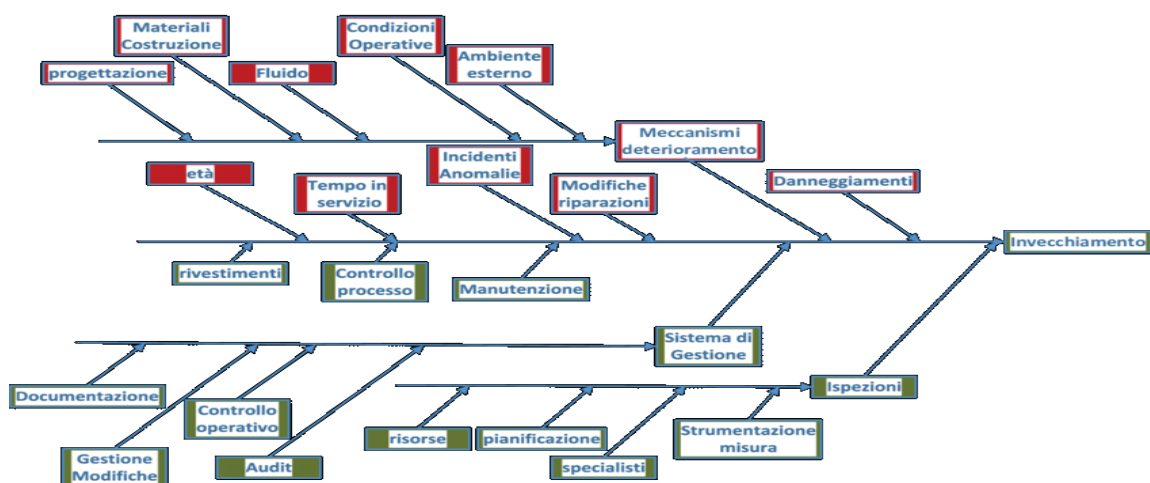 Materiali
Costruzione
Condizioni
Operative
Ambiente
esterno
progettazione
Fluido
Meccanismi
deterioramento
Incidenti
Anomalie
età
Tempo in
servizio
Modifiche
riparazioni
Danneggiamenti
Invecchiamento
rivestimenti
Controllo
processo
Manutenzione
Sistema di
Gestione
Documentazione
Controllo
operativo
Ispezioni
Gestione
Modifiche
Audit
risorse
pianificazione
specialisti
Strumentazione
misura